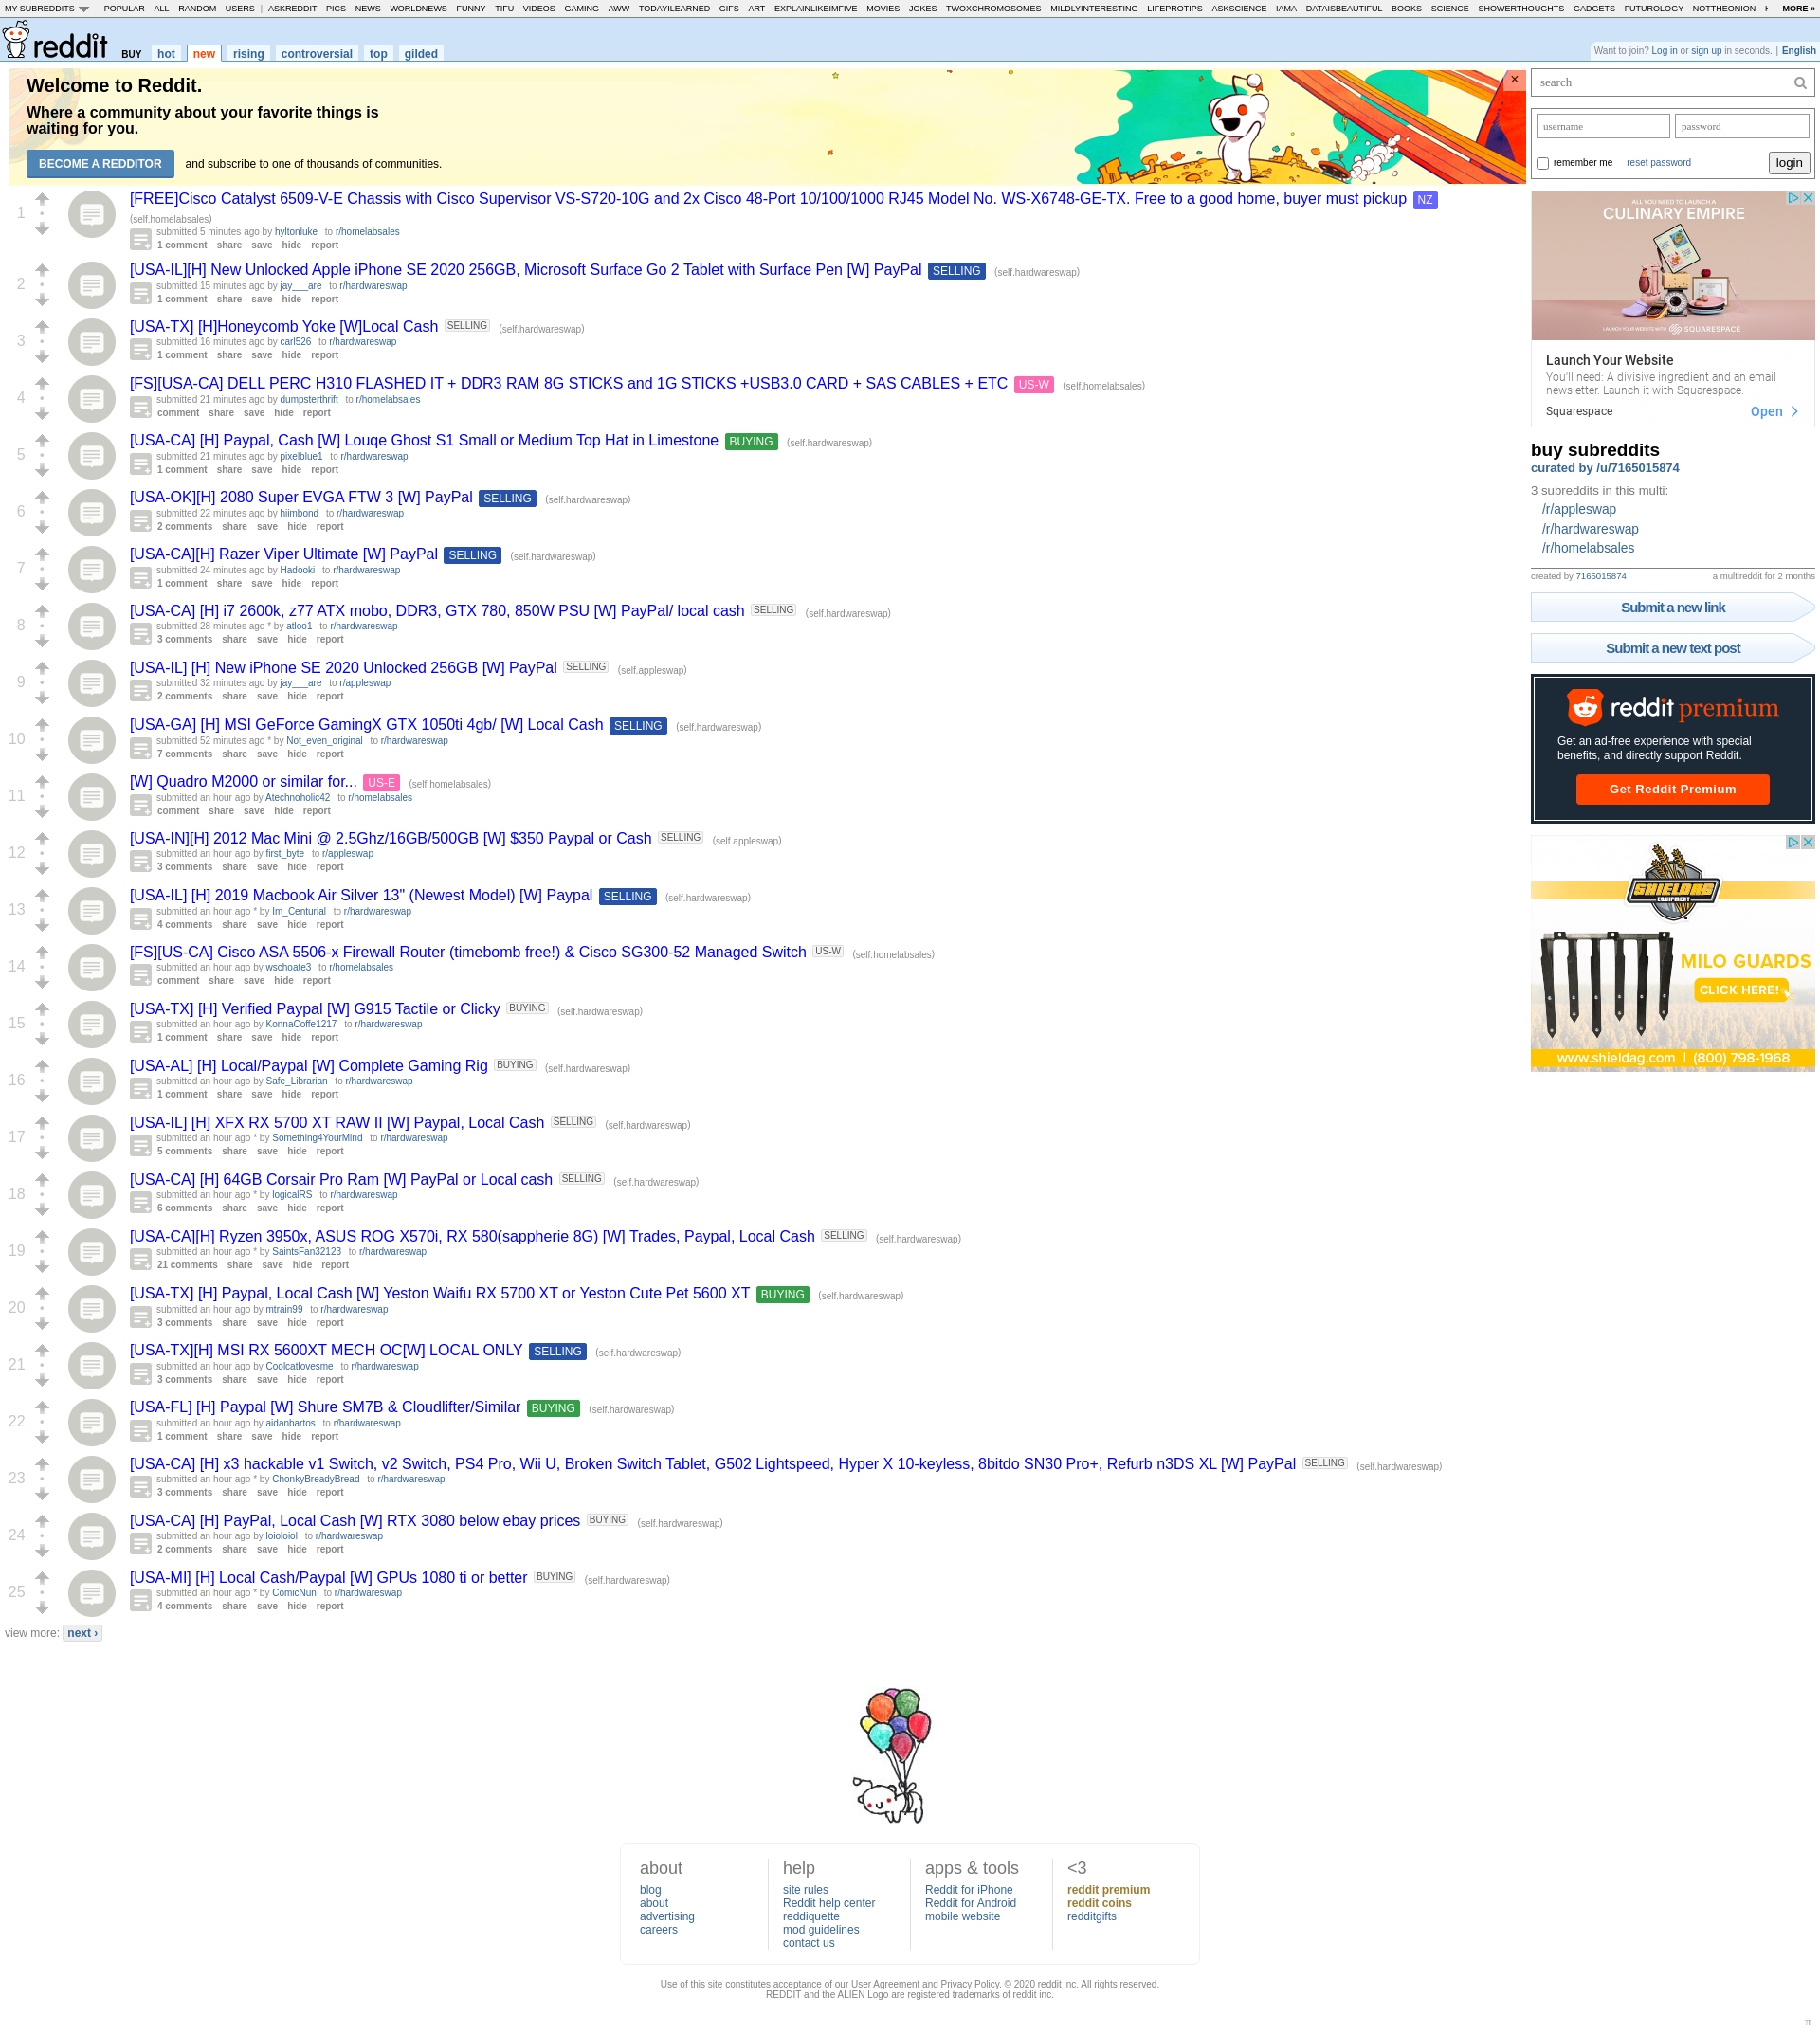 MY SUBREDDITS POPULAR - ALL - RANDOM - USERS | ASKREDDIT - PICS - NEWS - WORLDNEWS - FUNNY - TIFU - VIDEOS - GAMING - AWW - TODAYILEARNED - GIFS - ART - EXPLAINLIKEIMFIVE - MOVIES - JOKES - TWOXCHROMOSOMES - MILDLYINTERESTING - LIFEPROTIPS - ASKSCIENCE - IAMA - DATAISBEAUTIFUL - BOOKS - SCIENCE - SHOWERTHOUGHTS - GADGETS - FUTUROLOGY - NOTTHEONION - MORE »
reddit BUY hot new rising controversial top gilded
Want to join? Log in or sign up in seconds. | English
Welcome to Reddit.
Where a community about your favorite things is
waiting for you.
BECOME A REDDITOR and subscribe to one of thousands of communities.
×
1
[FREE]Cisco Catalyst 6509-V-E Chassis with Cisco Supervisor VS-S720-10G and 2x Cisco 48-Port 10/100/1000 RJ45 Model No. WS-X6748-GE-TX. Free to a good home, buyer must pickup NZ
(self.homelabsales)
submitted 5 minutes ago by hyltonluke to r/homelabsales
1 comment share save hide report
2
[USA-IL][H] New Unlocked Apple iPhone SE 2020 256GB, Microsoft Surface Go 2 Tablet with Surface Pen [W] PayPal SELLING (self.hardwareswap)
submitted 15 minutes ago by jay___are to r/hardwareswap
1 comment share save hide report
3
[USA-TX] [H]Honeycomb Yoke [W]Local Cash SELLING (self.hardwareswap)
submitted 16 minutes ago by carl526 to r/hardwareswap
1 comment share save hide report
4
[FS][USA-CA] DELL PERC H310 FLASHED IT + DDR3 RAM 8G STICKS and 1G STICKS +USB3.0 CARD + SAS CABLES + ETC US-W (self.homelabsales)
submitted 21 minutes ago by dumpsterthrift to r/homelabsales
comment share save hide report
5
[USA-CA] [H] Paypal, Cash [W] Louqe Ghost S1 Small or Medium Top Hat in Limestone BUYING (self.hardwareswap)
submitted 21 minutes ago by pixelblue1 to r/hardwareswap
1 comment share save hide report
6
[USA-OK][H] 2080 Super EVGA FTW 3 [W] PayPal SELLING (self.hardwareswap)
submitted 22 minutes ago by hiimbond to r/hardwareswap
2 comments share save hide report
7
[USA-CA][H] Razer Viper Ultimate [W] PayPal SELLING (self.hardwareswap)
submitted 24 minutes ago by Hadooki to r/hardwareswap
1 comment share save hide report
8
[USA-CA] [H] i7 2600k, z77 ATX mobo, DDR3, GTX 780, 850W PSU [W] PayPal/ local cash SELLING (self.hardwareswap)
submitted 28 minutes ago * by atloo1 to r/hardwareswap
3 comments share save hide report
9
[USA-IL] [H] New iPhone SE 2020 Unlocked 256GB [W] PayPal SELLING (self.appleswap)
submitted 32 minutes ago by jay___are to r/appleswap
2 comments share save hide report
10
[USA-GA] [H] MSI GeForce GamingX GTX 1050ti 4gb/ [W] Local Cash SELLING (self.hardwareswap)
submitted 52 minutes ago * by Not_even_original to r/hardwareswap
7 comments share save hide report
11
[W] Quadro M2000 or similar for... US-E (self.homelabsales)
submitted an hour ago by Atechnoholic42 to r/homelabsales
comment share save hide report
12
[USA-IN][H] 2012 Mac Mini @ 2.5Ghz/16GB/500GB [W] $350 Paypal or Cash SELLING (self.appleswap)
submitted an hour ago by first_byte to r/appleswap
3 comments share save hide report
13
[USA-IL] [H] 2019 Macbook Air Silver 13" (Newest Model) [W] Paypal SELLING (self.hardwareswap)
submitted an hour ago * by Im_Centurial to r/hardwareswap
4 comments share save hide report
14
[FS][US-CA] Cisco ASA 5506-x Firewall Router (timebomb free!) & Cisco SG300-52 Managed Switch US-W (self.homelabsales)
submitted an hour ago by wschoate3 to r/homelabsales
comment share save hide report
15
[USA-TX] [H] Verified Paypal [W] G915 Tactile or Clicky BUYING (self.hardwareswap)
submitted an hour ago by KonnaCoffe1217 to r/hardwareswap
1 comment share save hide report
16
[USA-AL] [H] Local/Paypal [W] Complete Gaming Rig BUYING (self.hardwareswap)
submitted an hour ago by Safe_Librarian to r/hardwareswap
1 comment share save hide report
17
[USA-IL] [H] XFX RX 5700 XT RAW II [W] Paypal, Local Cash SELLING (self.hardwareswap)
submitted an hour ago * by Something4YourMind to r/hardwareswap
5 comments share save hide report
18
[USA-CA] [H] 64GB Corsair Pro Ram [W] PayPal or Local cash SELLING (self.hardwareswap)
submitted an hour ago * by logicalRS to r/hardwareswap
6 comments share save hide report
19
[USA-CA][H] Ryzen 3950x, ASUS ROG X570i, RX 580(sappherie 8G) [W] Trades, Paypal, Local Cash SELLING (self.hardwareswap)
submitted an hour ago * by SaintsFan32123 to r/hardwareswap
21 comments share save hide report
20
[USA-TX] [H] Paypal, Local Cash [W] Yeston Waifu RX 5700 XT or Yeston Cute Pet 5600 XT BUYING (self.hardwareswap)
submitted an hour ago by mtrain99 to r/hardwareswap
3 comments share save hide report
21
[USA-TX][H] MSI RX 5600XT MECH OC[W] LOCAL ONLY SELLING (self.hardwareswap)
submitted an hour ago by Coolcatlovesme to r/hardwareswap
3 comments share save hide report
22
[USA-FL] [H] Paypal [W] Shure SM7B & Cloudlifter/Similar BUYING (self.hardwareswap)
submitted an hour ago by aidanbartos to r/hardwareswap
1 comment share save hide report
23
[USA-CA] [H] x3 hackable v1 Switch, v2 Switch, PS4 Pro, Wii U, Broken Switch Tablet, G502 Lightspeed, Hyper X 10-keyless, 8bitdo SN30 Pro+, Refurb n3DS XL [W] PayPal SELLING (self.hardwareswap)
submitted an hour ago * by ChonkyBreadyBread to r/hardwareswap
3 comments share save hide report
24
[USA-CA] [H] PayPal, Local Cash [W] RTX 3080 below ebay prices BUYING (self.hardwareswap)
submitted an hour ago by loioloiol to r/hardwareswap
2 comments share save hide report
25
[USA-MI] [H] Local Cash/Paypal [W] GPUs 1080 ti or better BUYING (self.hardwareswap)
submitted an hour ago * by ComicNun to r/hardwareswap
4 comments share save hide report
view more: next ›
search
username password
remember me reset password login
ALL YOU NEED TO LAUNCH A
CULINARY EMPIRE
LAUNCH YOUR WEBSITE WITH SQUARESPACE
Launch Your Website
You'll need: A divisive ingredient and an email
newsletter. Launch it with Squarespace.
Squarespace Open
buy subreddits
curated by /u/7165015874
3 subreddits in this multi:
/r/appleswap
/r/hardwareswap
/r/homelabsales
created by 7165015874 a multireddit for 2 months
Submit a new link
Submit a new text post
reddit premium
Get an ad-free experience with special
benefits, and directly support Reddit.
Get Reddit Premium
SHIELDAG
EQUIPMENT
MILO GUARDS
CLICK HERE!
www.shieldag.com | (800) 798-1968
about
blog
about
advertising
careers
help
site rules
Reddit help center
reddiquette
mod guidelines
contact us
apps & tools
Reddit for iPhone
Reddit for Android
mobile website
<3
reddit premium
reddit coins
redditgifts
Use of this site constitutes acceptance of our User Agreement and Privacy Policy. © 2020 reddit inc. All rights reserved.
REDDIT and the ALIEN Logo are registered trademarks of reddit inc.
π